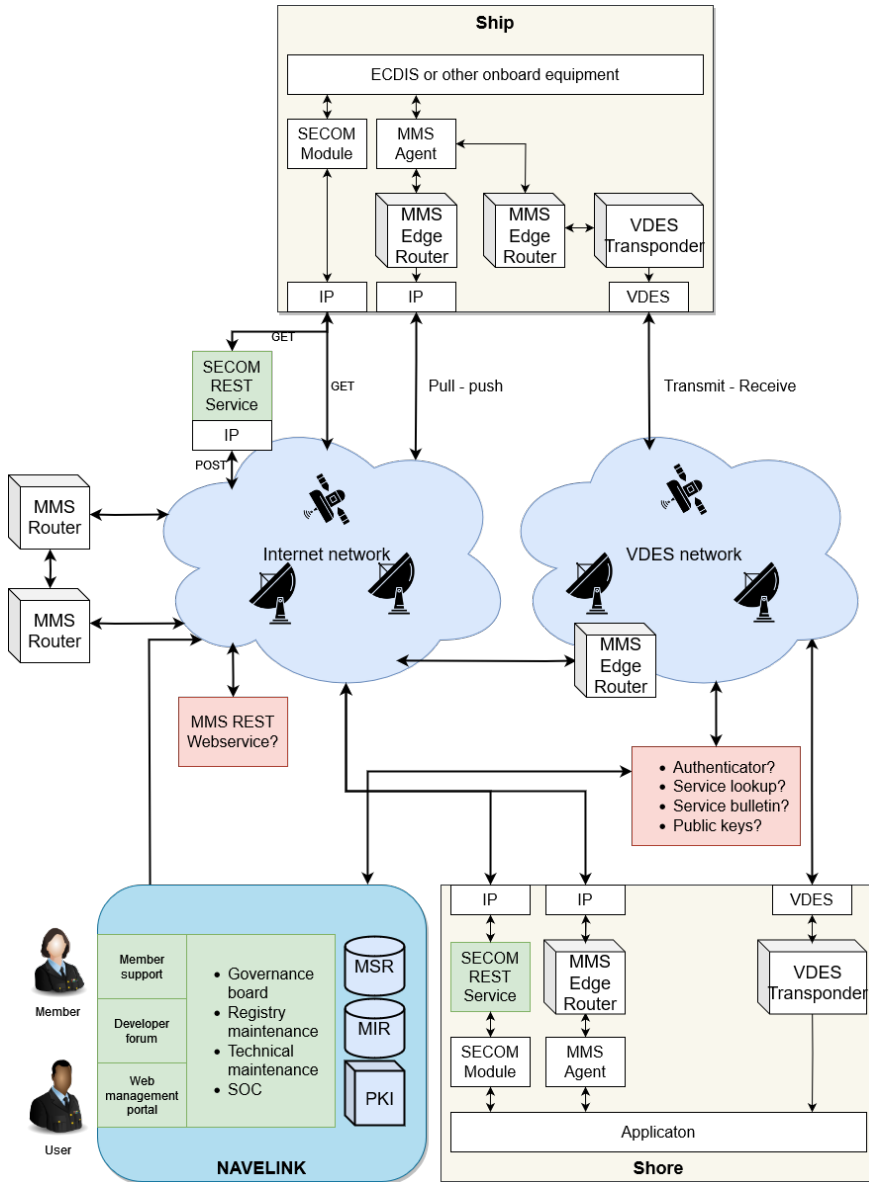 Ship
ECDIS or other onboard equipment
SECOM
Module
MMS
Agent
MMS
Edge
Router
MMS
Edge
Router
VDES
Transponder
IP
IP
VDES
GET
SECOM
REST
Service
IP
GET
Pull - push
Transmit - Receive
POST
MMS
Router
Internet network
VDES network
MMS
Router
MMS
Edge
Router
MMS REST
Webservice?
• Authenticator?
• Service lookup?
• Service bulletin?
• Public keys?
IP
IP
VDES
Member
Member
support
Developer
forum
Web
management
portal
• Governance
board
• Registry
maintenance
• Technical
maintenance
• SOC
MSR
MIR
PKI
User
NAVELINK
SECOM
REST
Service
MMS
Edge
Router
VDES
Transponder
SECOM
Module
MMS
Agent
Applicaton
Shore